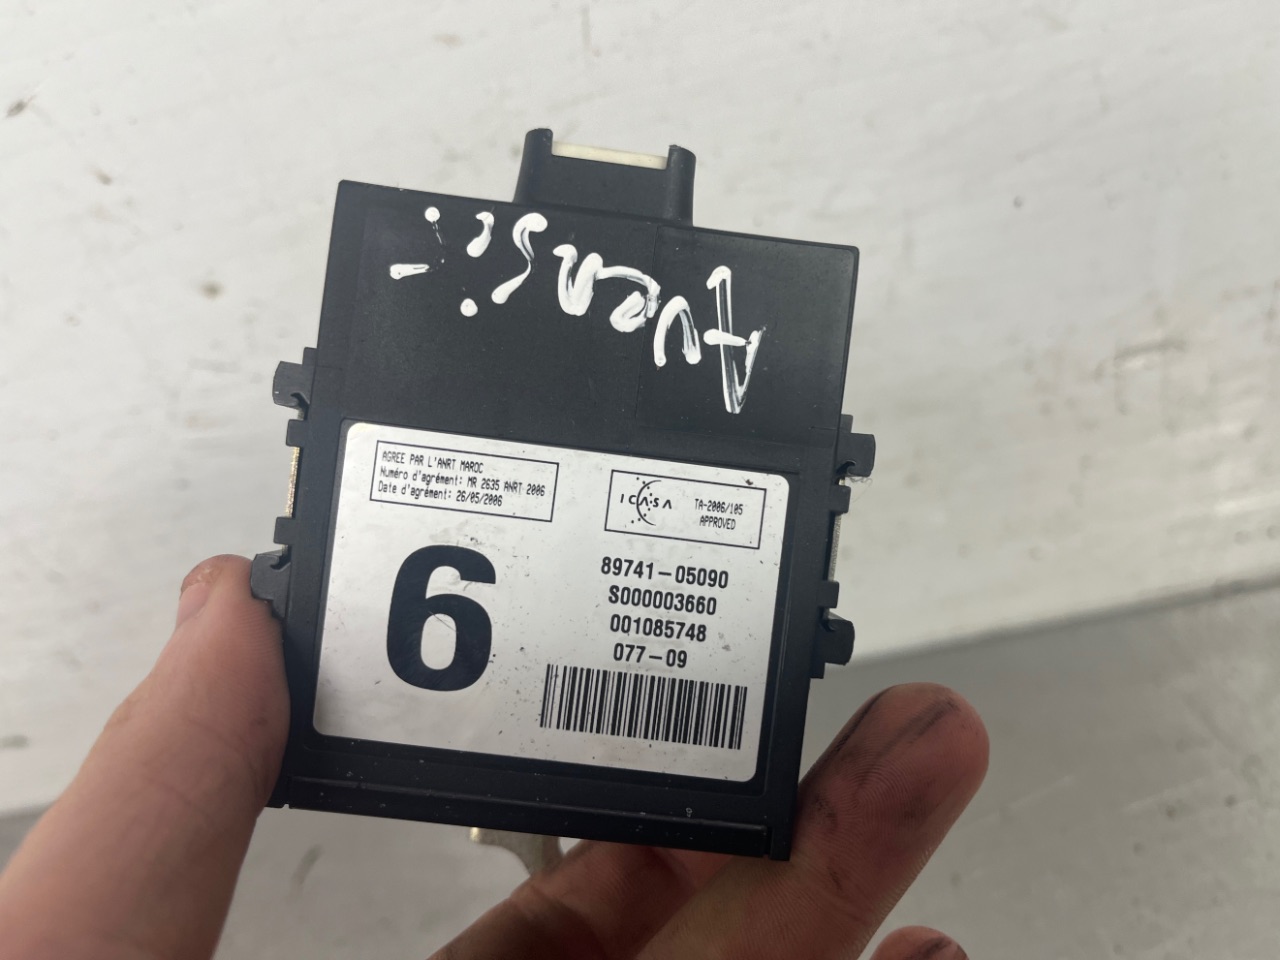 Avensis
AGREE PAR L'ANRT MAROC
Numéro d'agrément: MR 2635 ANRT 2006
Date d'agrément: 26/05/2006
ICASA
TA-2006/105
APPROVED
6
89741-05090
S000003660
001085748
077-09